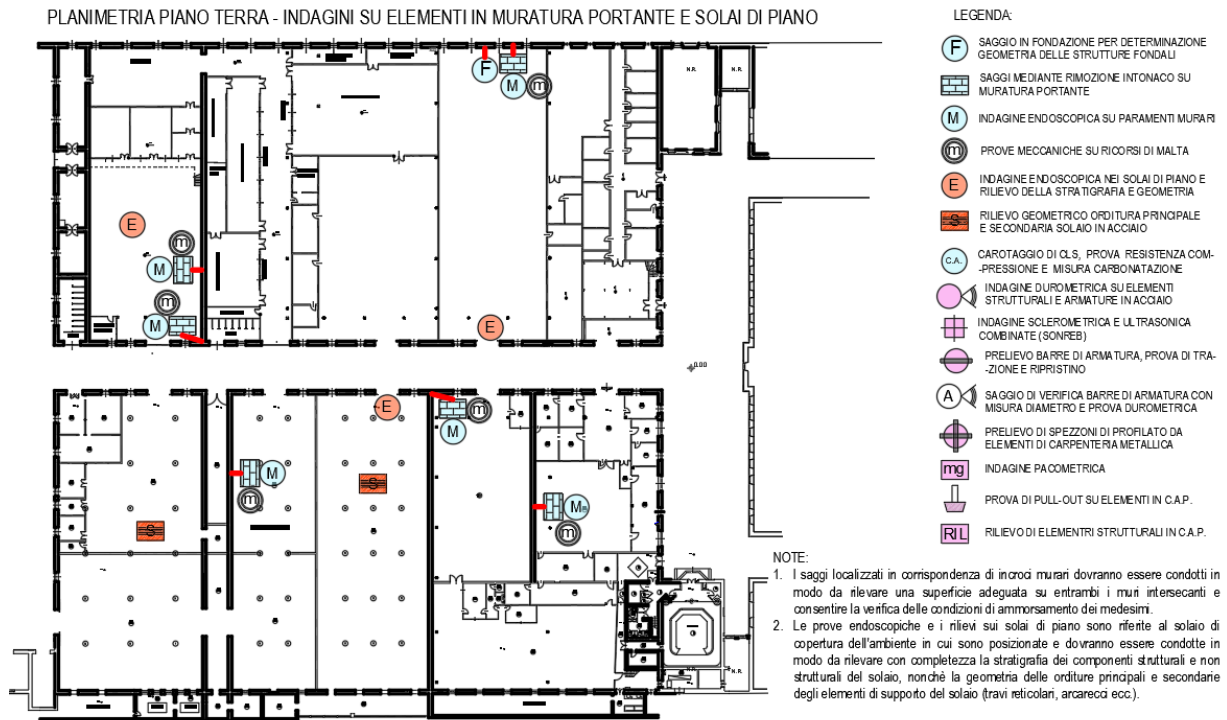 PLANIMETRIA PIANO TERRA - INDAGINI SU ELEMENTI IN MURATURA PORTANTE E SOLAI DI PIANO
F
M
m
N.R.
N.R.
E
m
M
m
M
E
0.00
E
m
M
M
m
S
M
m
S
N.R.
N.R.
LEGENDA:
F
SAGGIO IN FONDAZIONE PER DETERMINAZIONE
GEOMETRIA DELLE STRUTTURE FONDALI
SAGGI MEDIANTE RIMOZIONE INTONACO SU
MURATURA PORTANTE
M
INDAGINE ENDOSCOPICA SU PARAMENTI MURARI
m
PROVE MECCANICHE SU RICORSI DI MALTA
E
INDAGINE ENDOSCOPICA NEI SOLAI DI PIANO E
RILIEVO DELLA STRATIGRAFIA E GEOMETRIA
S
RILIEVO GEOMETRICO ORDITURA PRINCIPALE
E SECONDARIA SOLAIO IN ACCIAIO
C.A.
CAROTAGGIO DI CLS, PROVA RESISTENZA COM-
-PRESSIONE E MISURA CARBONATAZIONE
INDAGINE DUROMETRICA SU ELEMENTI
STRUTTURALI E ARMATURE IN ACCIAIO
INDAGINE SCLEROMETRICA E ULTRASONICA
COMBINATE (SONREB)
PRELIEVO BARRE DI ARMATURA, PROVA DI TRA-
-ZIONE E RIPRISTINO
A
SAGGIO DI VERIFICA BARRE DI ARMATURA CON
MISURA DIAMETRO E PROVA DUROMETRICA
PRELIEVO DI SPEZZONI DI PROFILATO DA
ELEMENTI DI CARPENTERIA METALLICA
mg
INDAGINE PACOMETRICA
PROVA DI PULL-OUT SU ELEMENTI IN C.A.P.
RIL
RILIEVO DI ELEMENTRI STRUTTURALI IN C.A.P.
NOTE:
1. I saggi localizzati in corrispondenza di incroci murari dovranno essere condotti in
modo da rilevare una superficie adeguata su entrambi i muri intersecanti e
consentire la verifica delle condizioni di ammorsamento dei medesimi.
2. Le prove endoscopiche e i rilievi sui solai di piano sono riferite al solaio di
copertura dell'ambiente in cui sono posizionate e dovranno essere condotte in
modo da rilevare con completezza la stratigrafia dei componenti strutturali e non
strutturali del solaio, nonchè la geometria delle orditure principali e secondarie
degli elementi di supporto del solaio (travi reticolari, arcarecci ecc.).